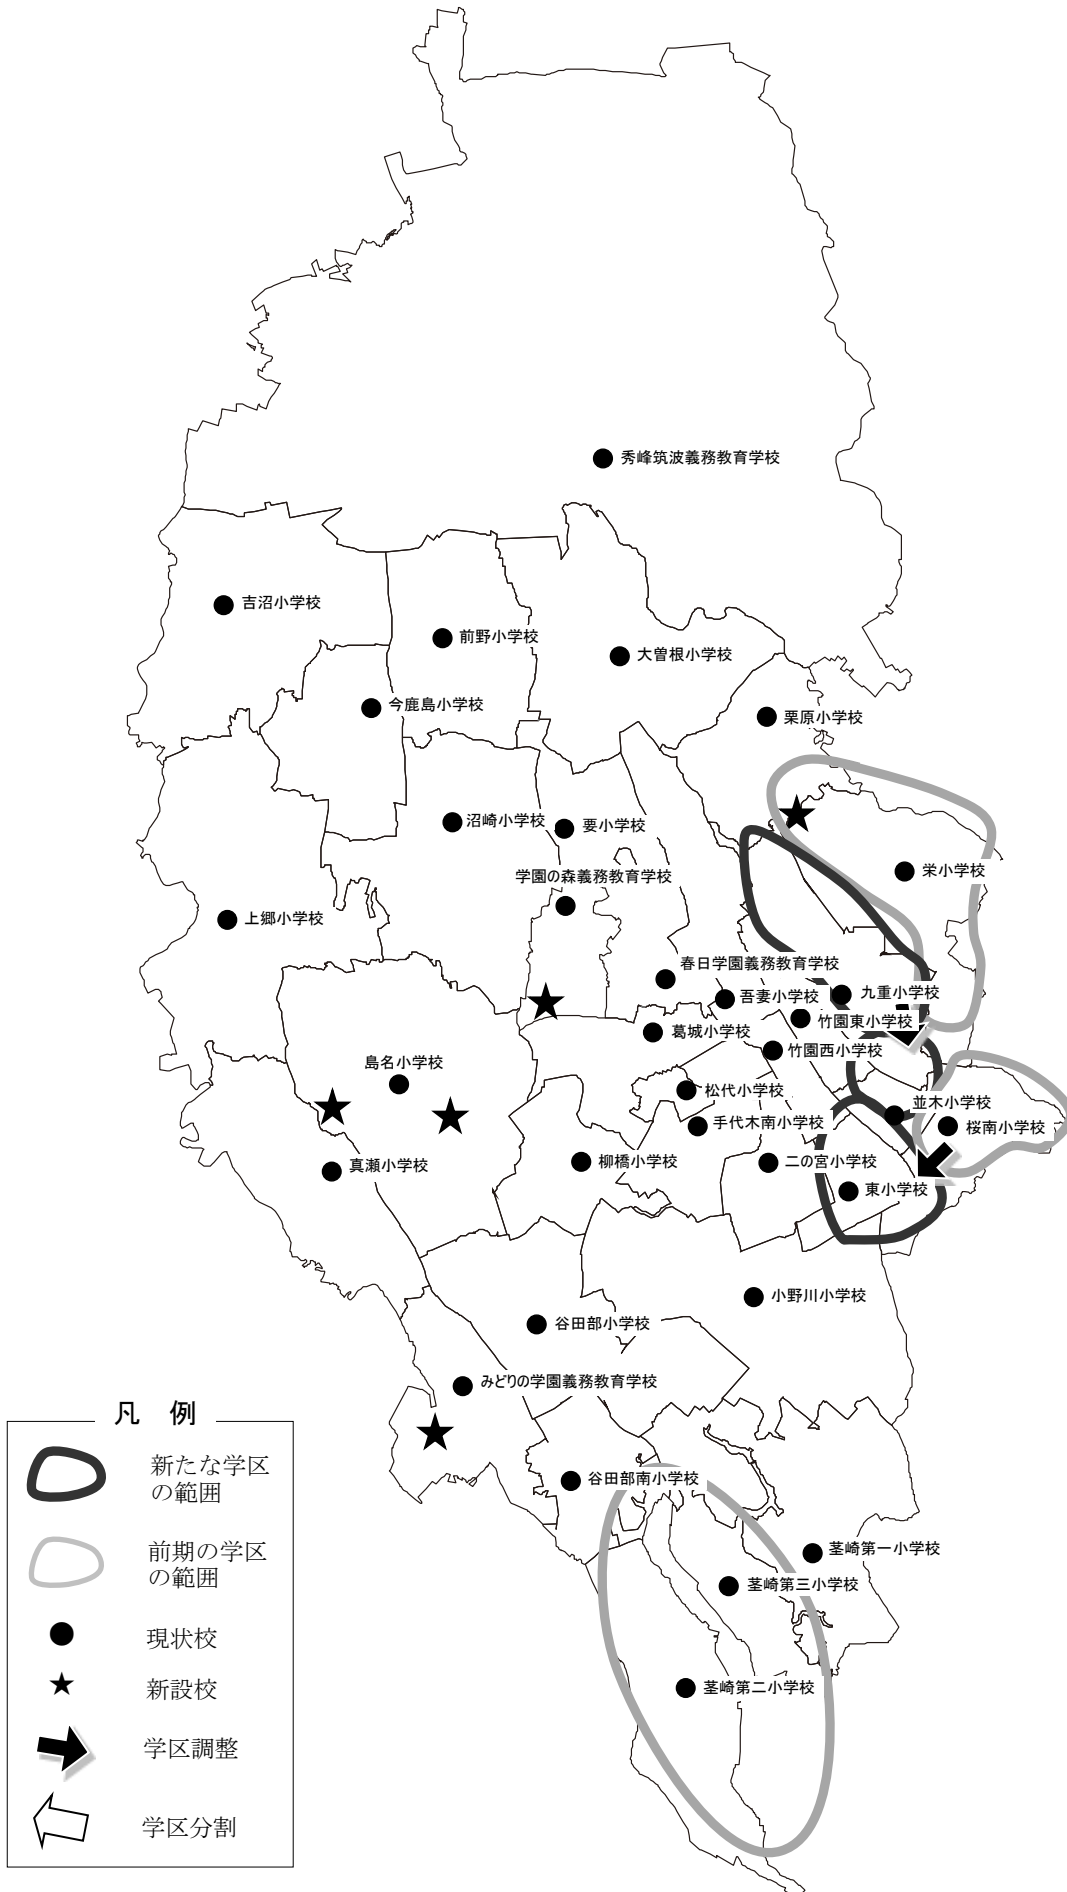 秀峰筑波義務教育学校
吉沼小学校
前野小学校
大曽根小学校
今鹿島小学校
栗原小学校
沼崎小学校
要小学校
学園の森義務教育学校
栄小学校
上郷小学校
春日学園義務教育学校
吾妻小学校
九重小学校
竹園東小学校
葛城小学校
竹園西小学校
島名小学校
松代小学校
並木小学校
手代木南小学校
桜南小学校
真瀬小学校
柳橋小学校
二の宮小学校
東小学校
小野川小学校
谷田部小学校
みどりの学園義務教育学校
谷田部南小学校
茎崎第一小学校
茎崎第三小学校
茎崎第二小学校
凡 例
新たな学区
の範囲
前期の学区
の範囲
現状校
新設校
学区調整
学区分割